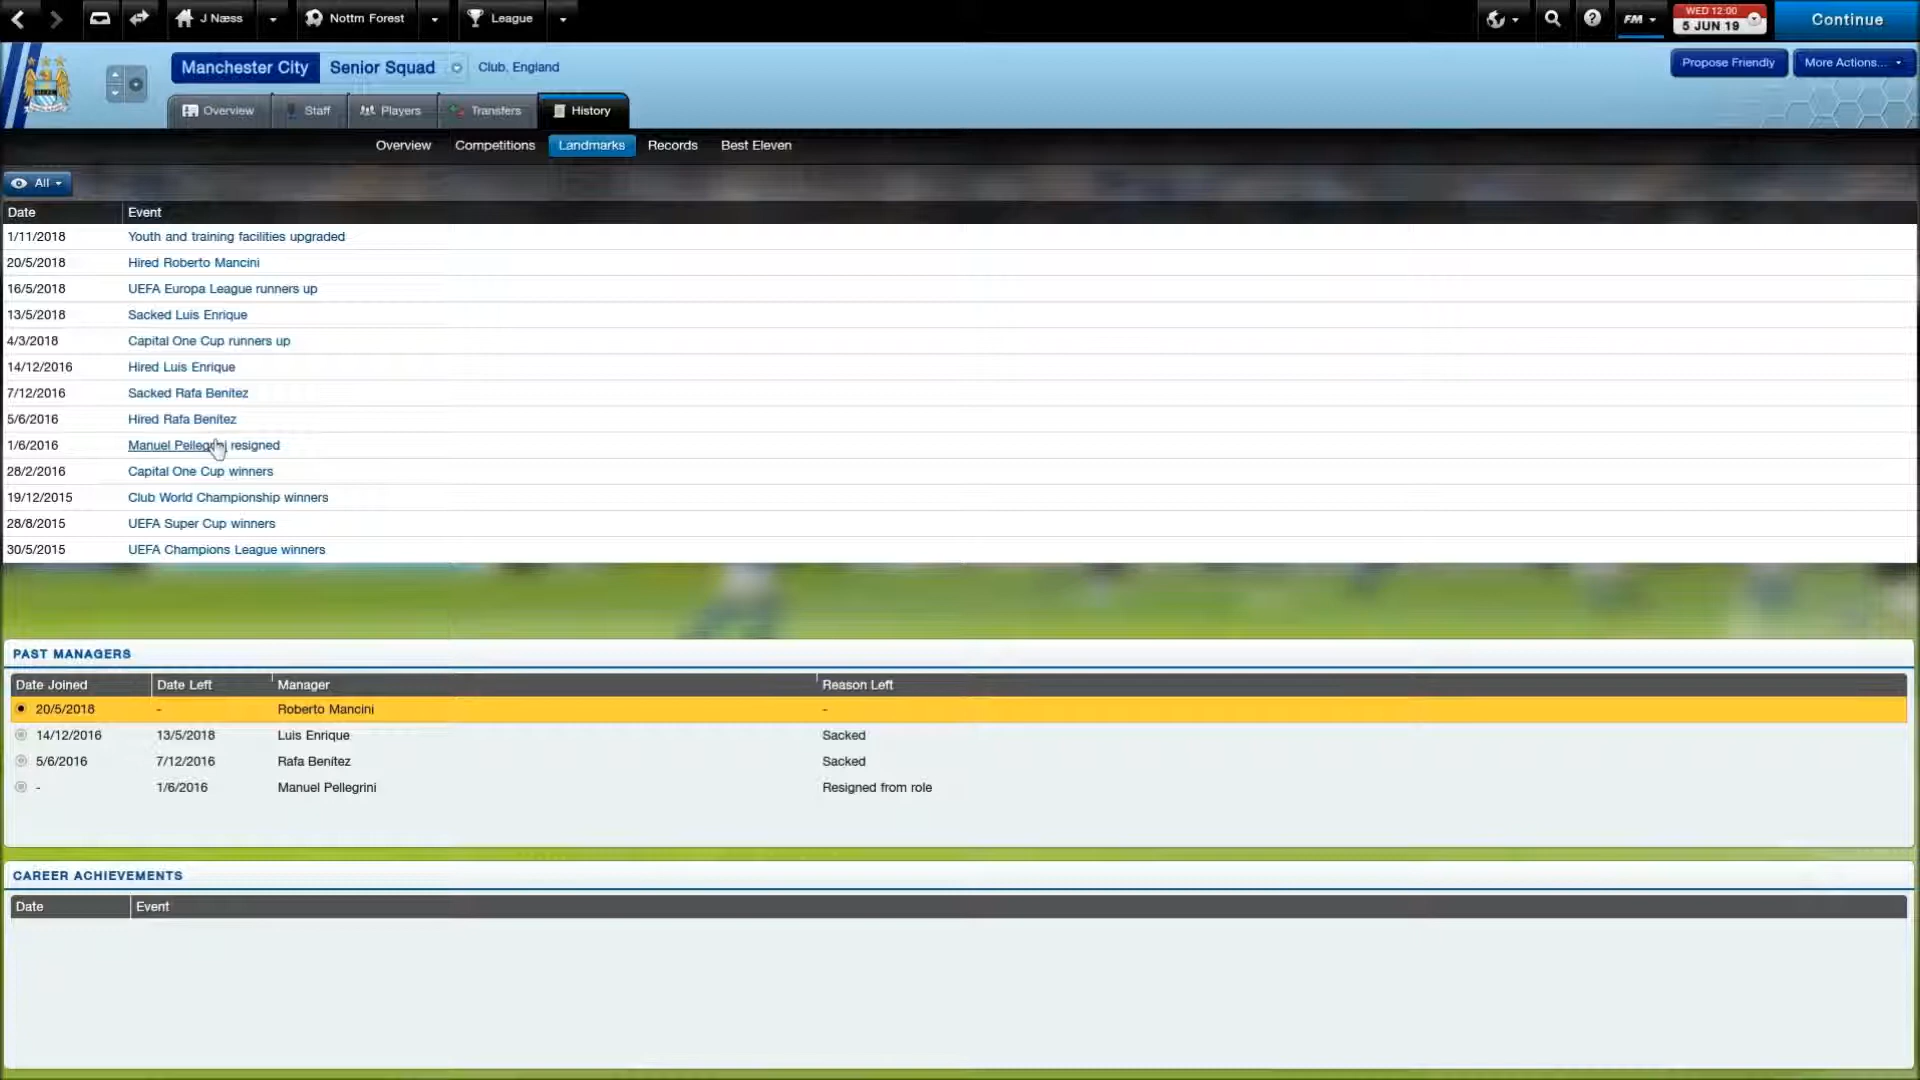 J Næss Nottm Forest League FM WED 12:00 5 JUN 19 Continue
Manchester City Senior Squad Club, England Propose Friendly More Actions...
Overview Staff Players Transfers History
Overview Competitions Landmarks Records Best Eleven
All
Date Event
1/11/2018 Youth and training facilities upgraded
20/5/2018 Hired Roberto Mancini
16/5/2018 UEFA Europa League runners up
13/5/2018 Sacked Luis Enrique
4/3/2018 Capital One Cup runners up
14/12/2016 Hired Luis Enrique
7/12/2016 Sacked Rafa Benítez
5/6/2016 Hired Rafa Benítez
1/6/2016 Manuel Pellegrini resigned
28/2/2016 Capital One Cup winners
19/12/2015 Club World Championship winners
28/8/2015 UEFA Super Cup winners
30/5/2015 UEFA Champions League winners
PAST MANAGERS
Date Joined Date Left Manager Reason Left
20/5/2018 - Roberto Mancini -
14/12/2016 13/5/2018 Luis Enrique Sacked
5/6/2016 7/12/2016 Rafa Benítez Sacked
- 1/6/2016 Manuel Pellegrini Resigned from role
CAREER ACHIEVEMENTS
Date Event